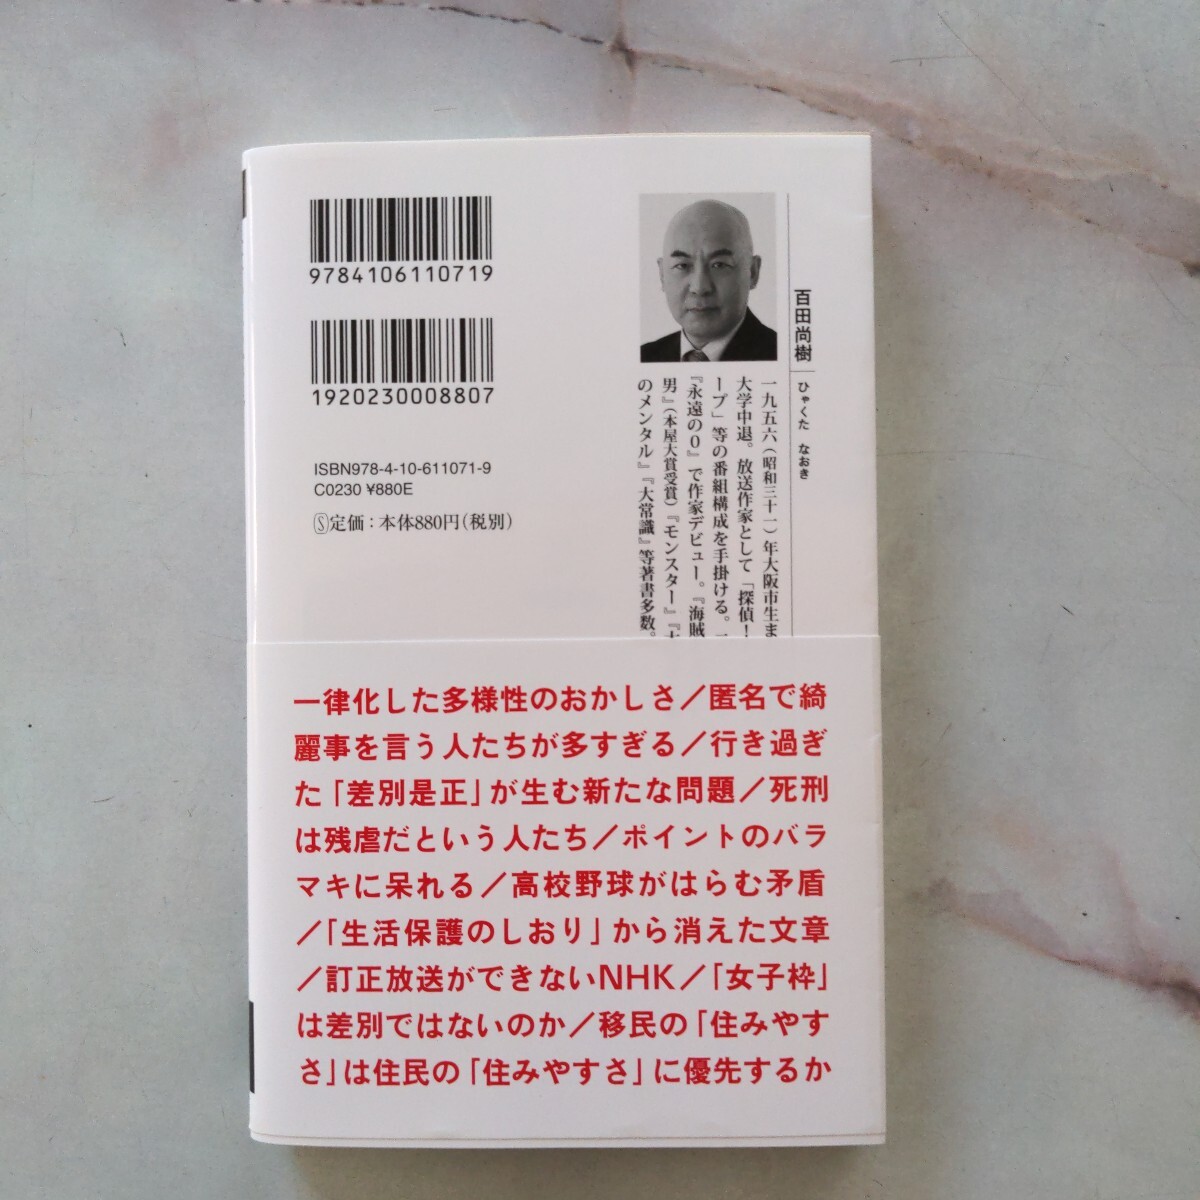 9784106110719
1920230008807
ISBN978-4-10-611071-9
C0230 ¥880E
Ⓢ定価：本体880円（税別）
百田尚樹
ひゃくた なおき
一九五六（昭和三十一）年大阪市生ま
大学中退。放送作家として「探偵！
ープ」等の番組構成を手掛ける。
『永遠の0』で作家デビュー。『海賊
男』（本屋大賞受賞）『モンスター』
のメンタル』『大常識』等著書多数。
一律化した多様性のおかしさ／匿名で綺
麗事を言う人たちが多すぎる／行き過ぎ
た「差別是正」が生む新たな問題／死刑
は残虐だという人たち／ポイントのバラ
マキに呆れる／高校野球がはらむ矛盾
／「生活保護のしおり」から消えた文章
／訂正放送ができないNHK／「女子枠」
は差別ではないのか／移民の「住みやす
さ」は住民の「住みやすさ」に優先するか